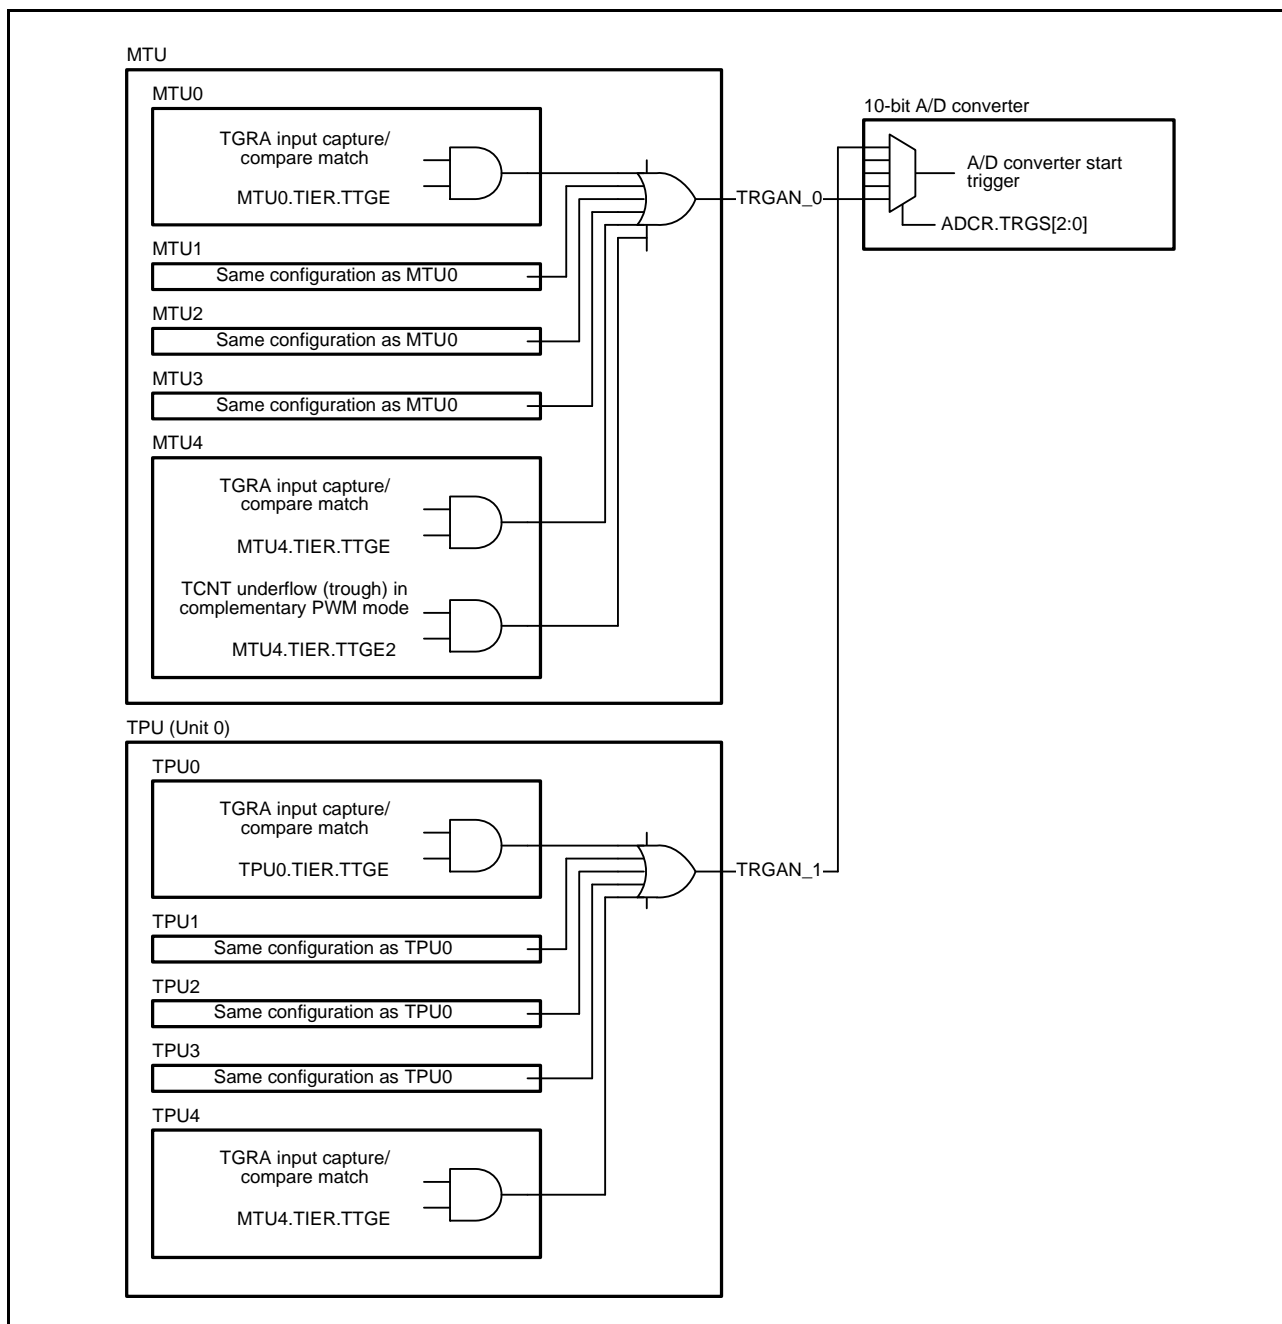 MTU
MTU0
TGRA input capture/
compare match
MTU0.TIER.TTGE
MTU1
Same configuration as MTU0
MTU2
Same configuration as MTU0
MTU3
Same configuration as MTU0
MTU4
TGRA input capture/
compare match
MTU4.TIER.TTGE
TCNT underflow (trough) in
complementary PWM mode
MTU4.TIER.TTGE2
TRGAN_0
10-bit A/D converter
A/D converter start
trigger
ADCR.TRGS[2:0]
TPU (Unit 0)
TPU0
TGRA input capture/
compare match
TPU0.TIER.TTGE
TPU1
Same configuration as TPU0
TPU2
Same configuration as TPU0
TPU3
Same configuration as TPU0
TPU4
TGRA input capture/
compare match
MTU4.TIER.TTGE
TRGAN_1